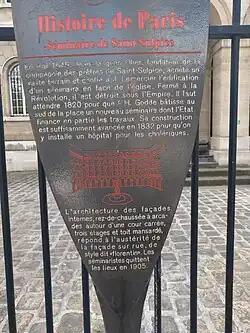 Histoire de Paris
Séminaire de Saint-Sulpice
En mai 1645, Jean-Jacques Olier, fondateur de la
compagnie des prêtres de Saint-Sulpice, acquiert un
vaste terrain et confie à J. Lemercier l'édification
d'un séminaire en face de l'église. Fermé à la
Révolution, il est détruit sous l'Empire. Il faut
attendre 1820 pour que E.H. Godde bâtisse au
sud de la place un nouveau séminaire dont l'État
finance en partie les travaux. Sa construction
est suffisamment avancée en 1832 pour qu'on
y installe un hôpital pour les cholériques.
L'architecture des façades
internes, rez-de-chaussée à arca-
des autour d'une cour carrée,
trois étages et toit mansardé,
répond à l'austérité de
la façade sur rue, de
style dit «florentin». Les
séminaristes quittent
les lieux en 1905.